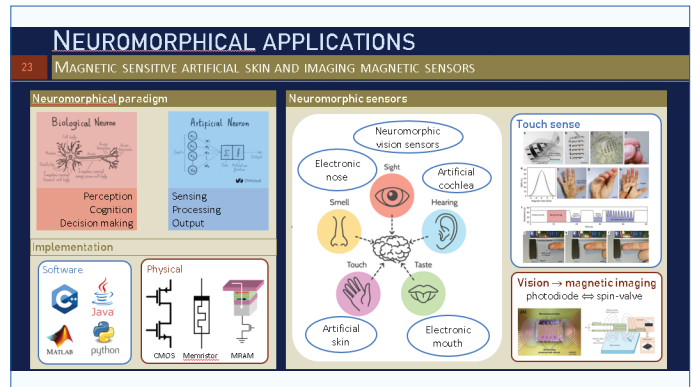 NEUROMORPHICAL APPLICATIONS
23
MAGNETIC SENSITIVE ARTIFICIAL SKIN AND IMAGING MAGNETIC SENSORS
Neuromorphical paradigm
Biological Neuron
Artificial Neuron
Perception
Cognition
Decision making
Sensing
Processing
Output
Implementation
Software
C++
Java
MATLAB
python
Physical
CMOS
Memristor
MRAM
Neuromorphic sensors
Neuromorphic
vision sensors
Electronic
nose
Sight
Artificial
cochlea
Smell
Hearing
Touch
Taste
Artificial
skin
Electronic
mouth
Touch sense
Vision → magnetic imaging
photodiode ⇔ spin-valve